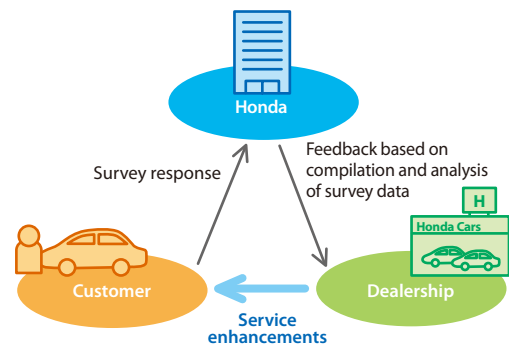 Honda
Survey response
Feedback based on
compilation and analysis
of survey data
H
Honda Cars
Customer
Dealership
Service
enhancements